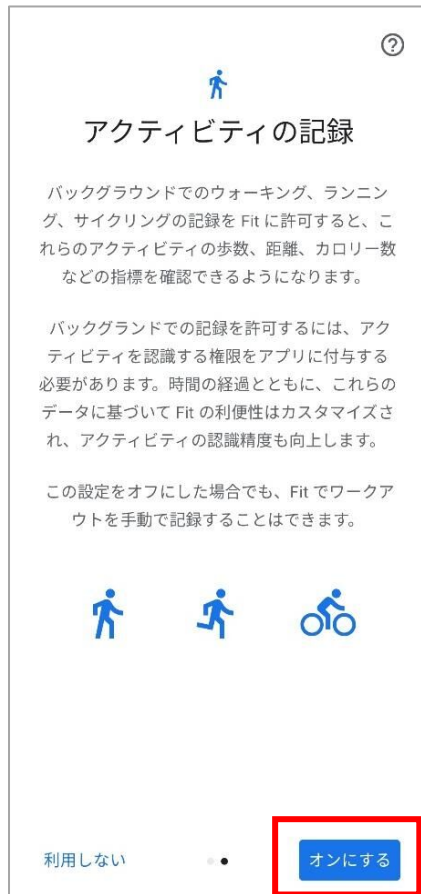 アクティビティの記録
バックグラウンドでのウォーキング、ランニン
グ、サイクリングの記録を Fit に許可すると、こ
れらのアクティビティの歩数、距離、カロリー数
などの指標を確認できるようになります。
バックグランドでの記録を許可するには、アク
ティビティを認識する権限をアプリに付与する
必要があります。時間の経過とともに、これらの
データに基づいて Fit の利便性はカスタマイズさ
れ、アクティビティの認識精度も向上します。
この設定をオフにした場合でも、Fit でワークア
ウトを手動で記録することはできます。
利用しない
オンにする